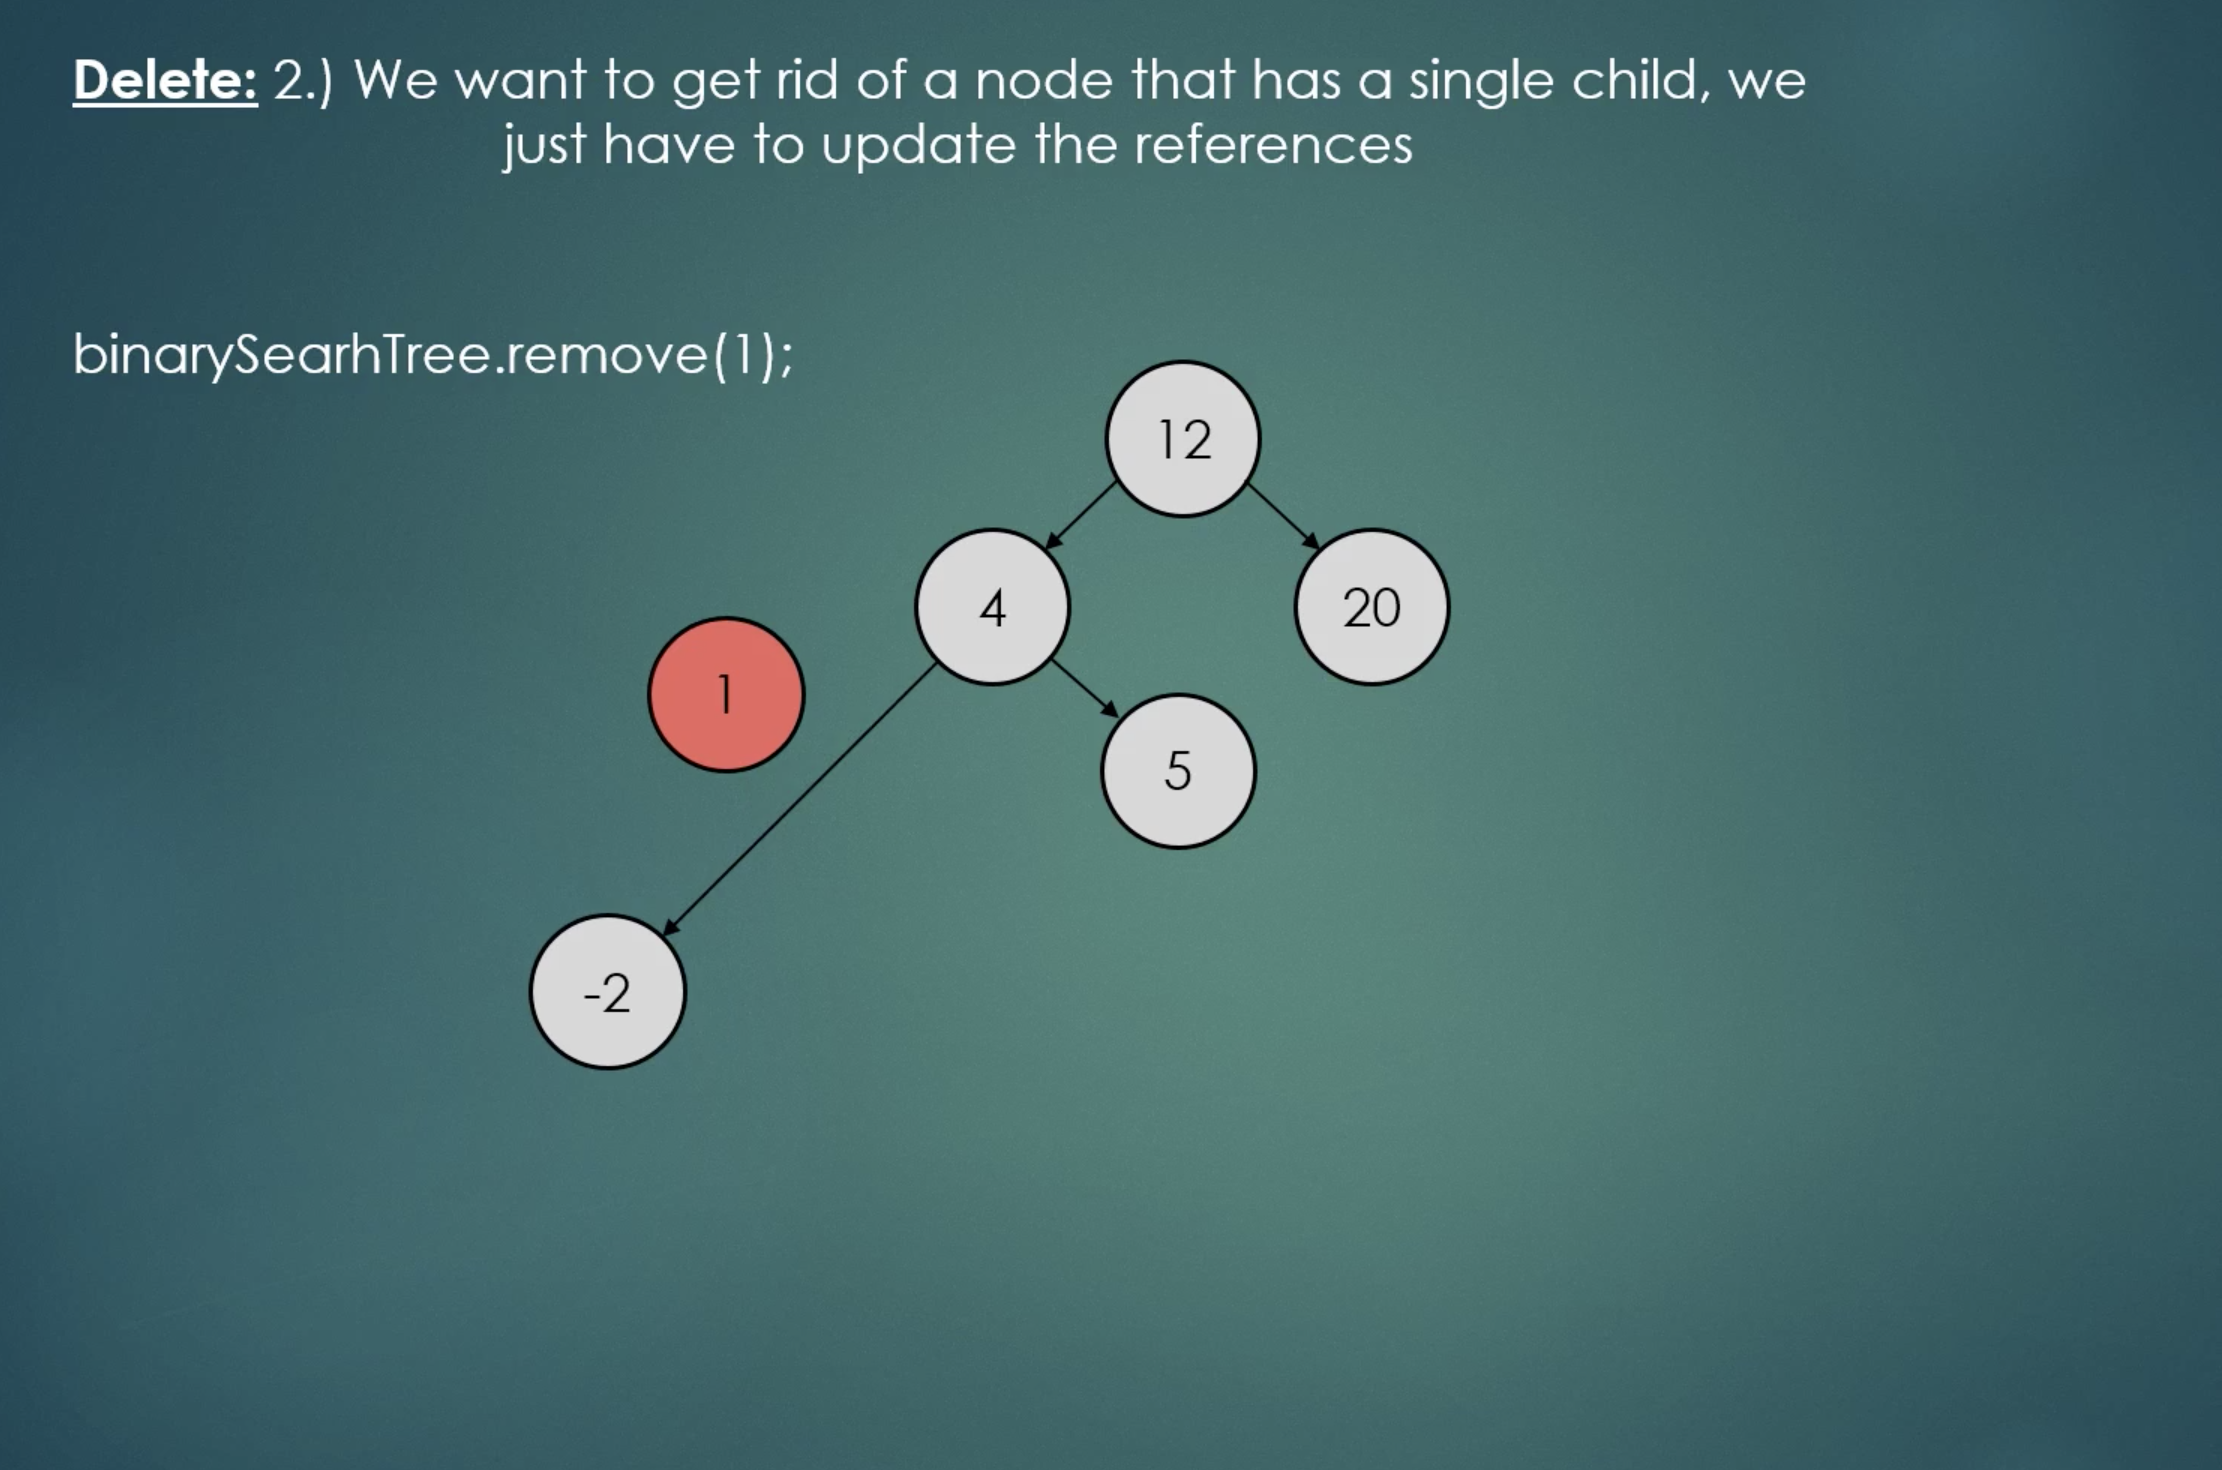 Delete: 2.) We want to get rid of a node that has a single child, we
just have to update the references
binarySearhTree.remove(1);
12
4
20
1
5
-2